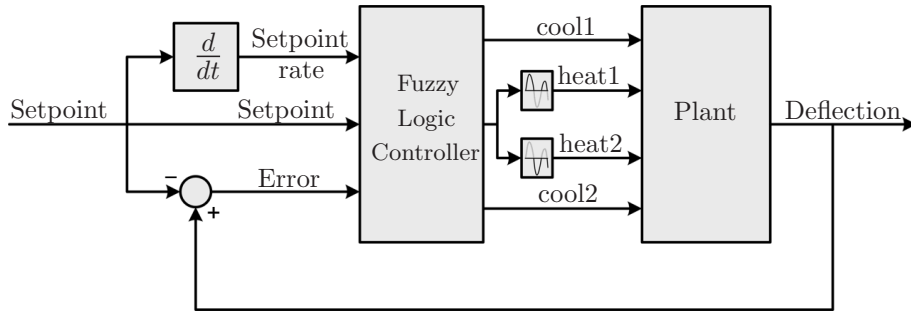 Setpoint
d
dt
Setpoint
rate
Setpoint
−
+
Error
Fuzzy
Logic
Controller
cool1
heat1
heat2
cool2
Plant
Deflection